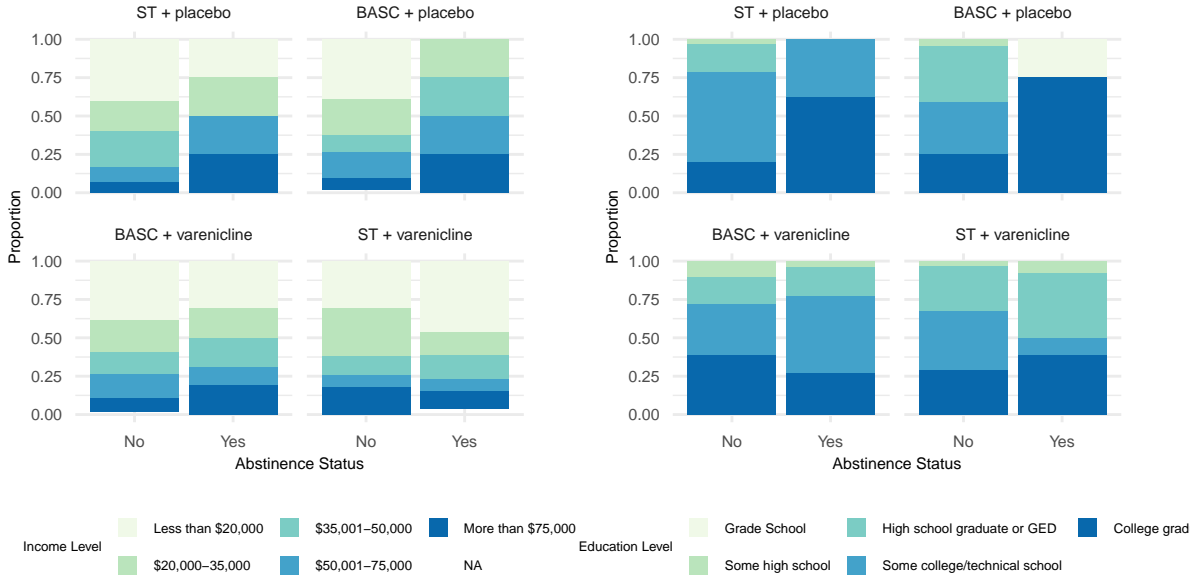 ST + placebo
BASC + placebo
1.00
0.75
0.50
0.25
0.00
BASC + varenicline
ST + varenicline
1.00
0.75
0.50
0.25
0.00
No
Yes
No
Yes
Proportion
Abstinence Status
Income Level
Less than $20,000
$20,000–35,000
$35,001–50,000
$50,001–75,000
More than $75,000
NA
ST + placebo
BASC + placebo
1.00
0.75
0.50
0.25
0.00
BASC + varenicline
ST + varenicline
1.00
0.75
0.50
0.25
0.00
No
Yes
No
Yes
Proportion
Abstinence Status
Education Level
Grade School
Some high school
High school graduate or GED
Some college/technical school
College grad